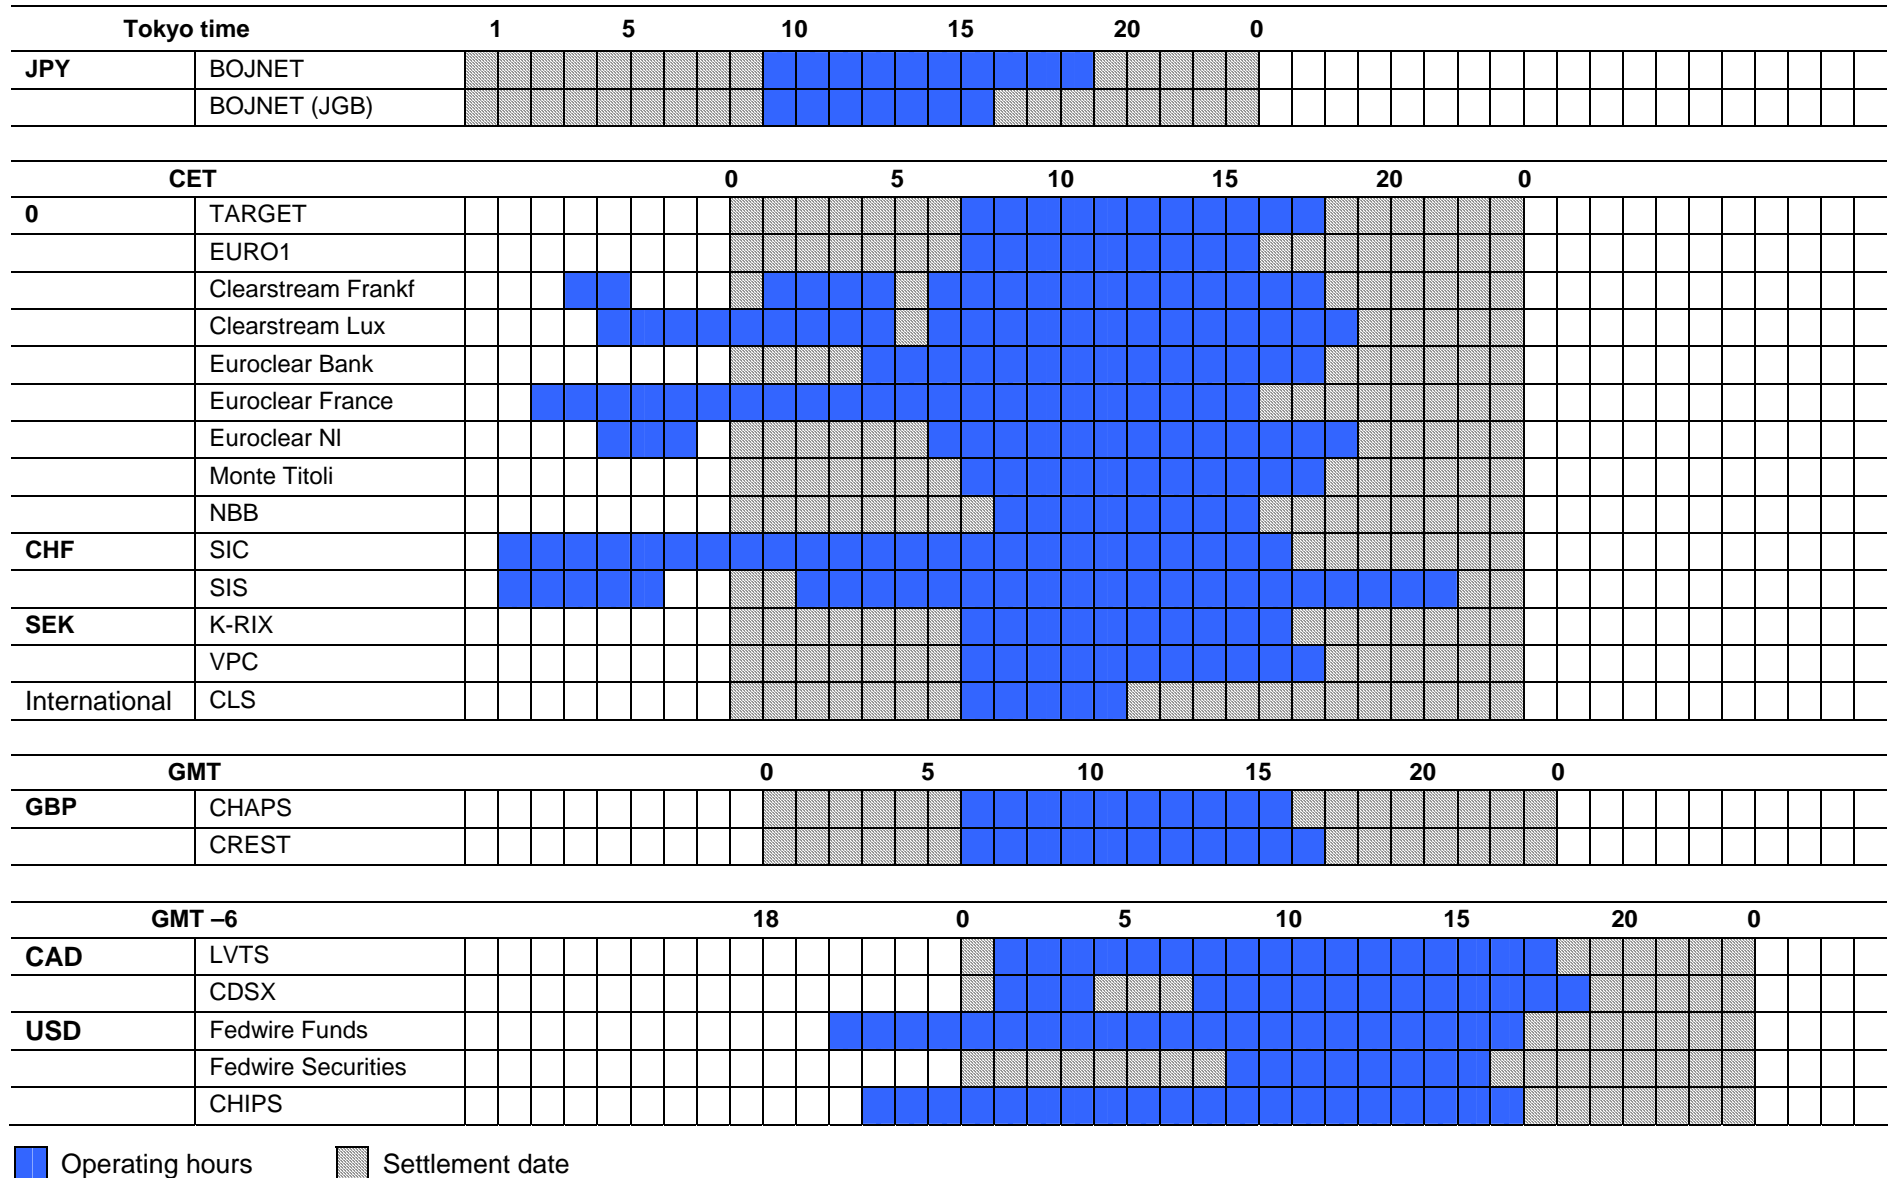 Tokyo time 1 5 10 15 20 0
JPY BOJNET
BOJNET (JGB)
CET 0 5 10 15 20 0
0 TARGET
EURO1
Clearstream Frankf
Clearstream Lux
Euroclear Bank
Euroclear France
Euroclear Nl
Monte Titoli
NBB
CHF SIC
SIS
SEK K-RIX
VPC
International CLS
GMT 0 5 10 15 20 0
GBP CHAPS
CREST
GMT –6 18 0 5 10 15 20 0
CAD LVTS
CDSX
USD Fedwire Funds
Fedwire Securities
CHIPS
Operating hours Settlement date